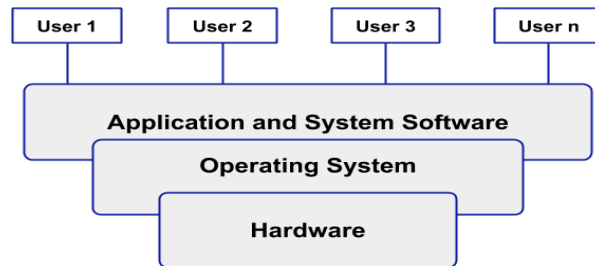 User 1 User 2 User 3 User n
Application and System Software
Operating System
Hardware